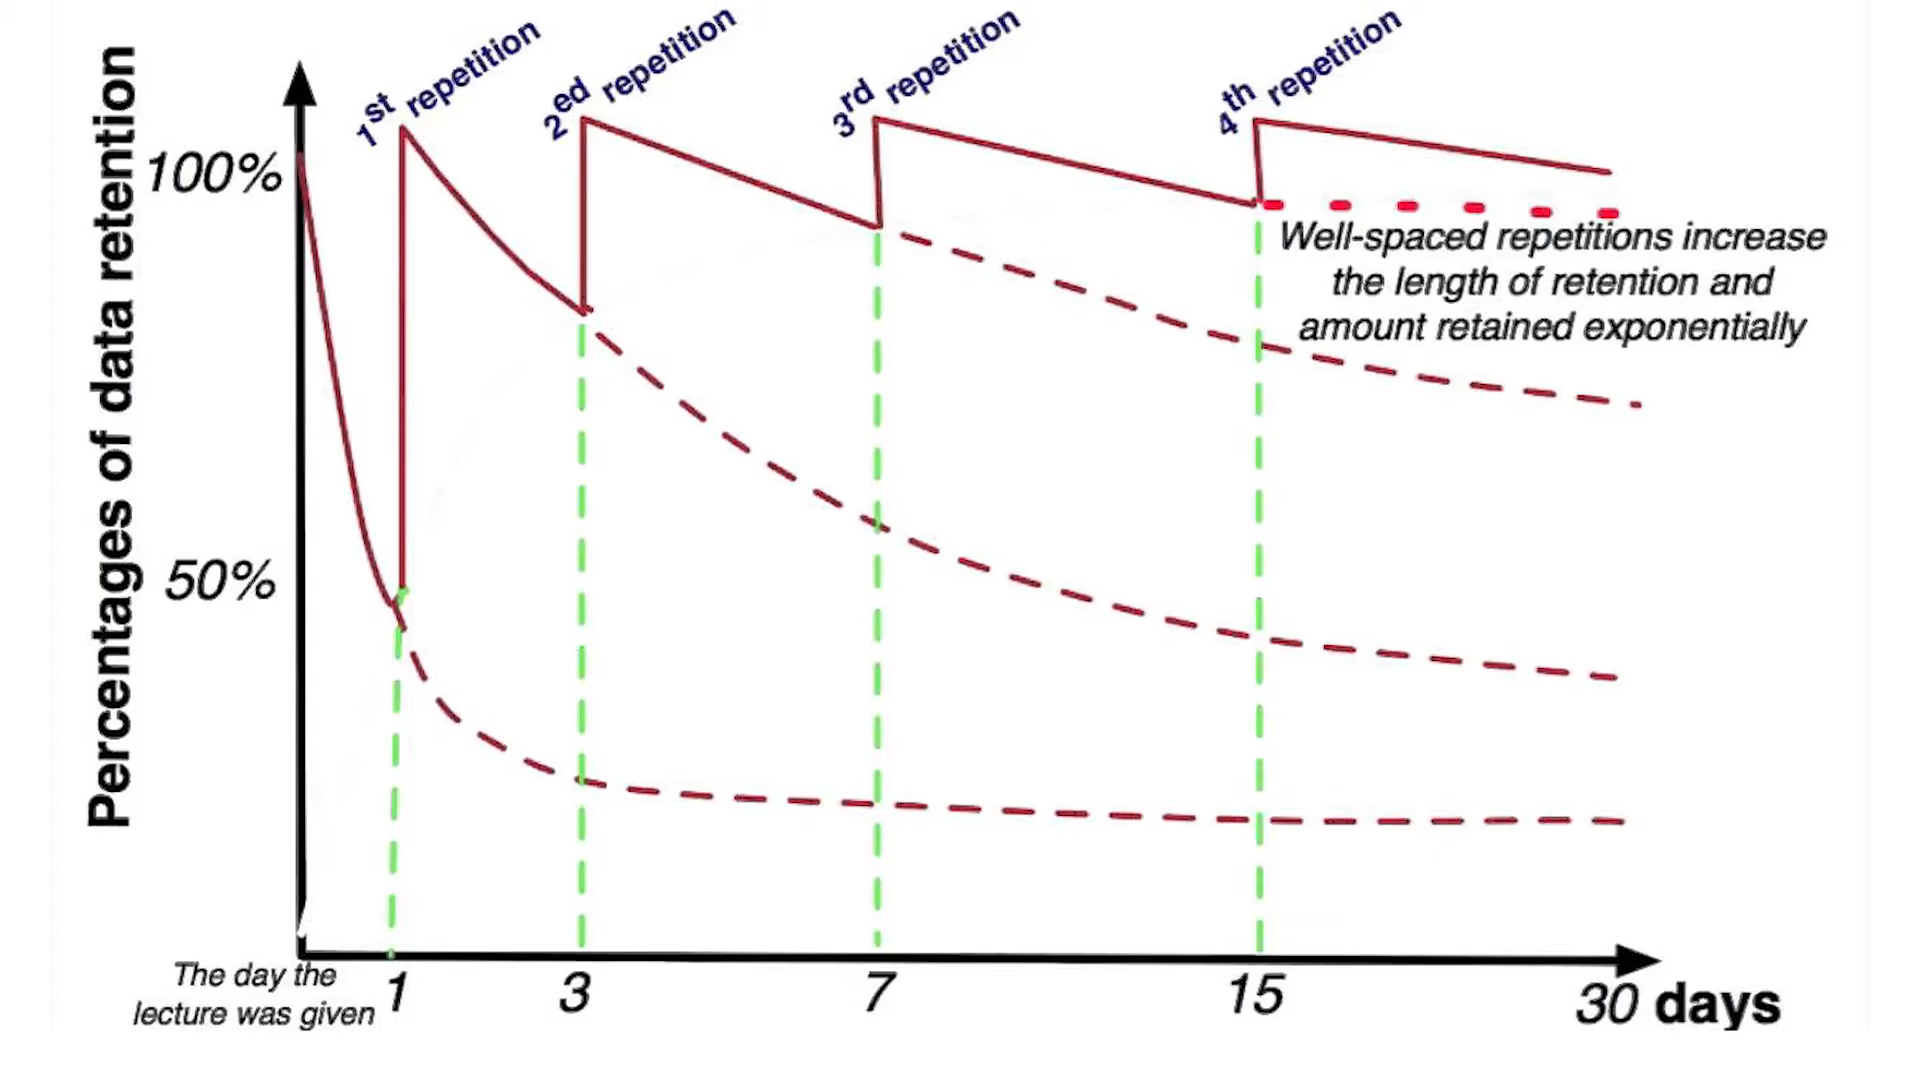 1st repetition
2ed repetition
3rd repetition
4th repetition
Percentages of data retention
100%
50%
Well-spaced repetitions increase
the length of retention and
amount retained exponentially
The day the
lecture was given
1
3
7
15
30 days